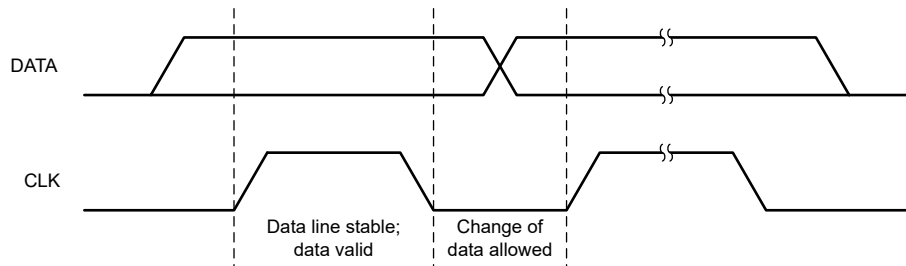 DATA
CLK
Data line stable;
data valid
Change of
data allowed